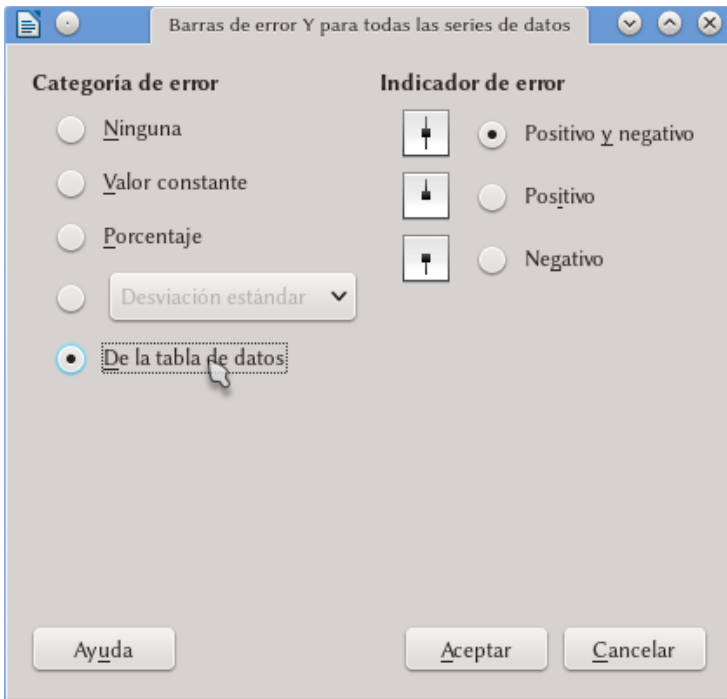 Barras de error Y para todas las series de datos
Categoría de error
Ninguna
Valor constante
Porcentaje
Desviación estándar
De la tabla de datos
Indicador de error
Positivo y negativo
Positivo
Negativo
Ayuda
Aceptar
Cancelar